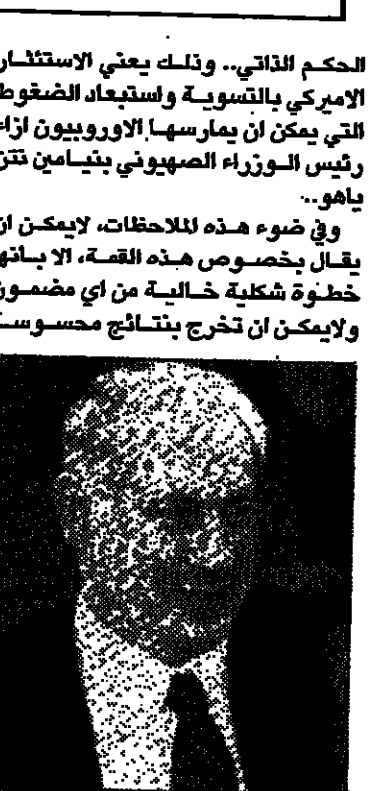 الحكم الذاتي.. وذلك يعني الاستئثار
الاميركي بالتسوية واستبعاد الضغوط
التي يمكن ان يمارسها الاوروبيون ازاء
رئيس الوزراء الصهيوني بنيامين نتن
ياهو..
وفي ضوء هذه الملاحظات، لايمكن ان
يقال بخصوص هذه القمة، الا بانها
خطوة شكلية خالية من اي مضمون
ولايمكن ان تخرج بنتائج محسوسة